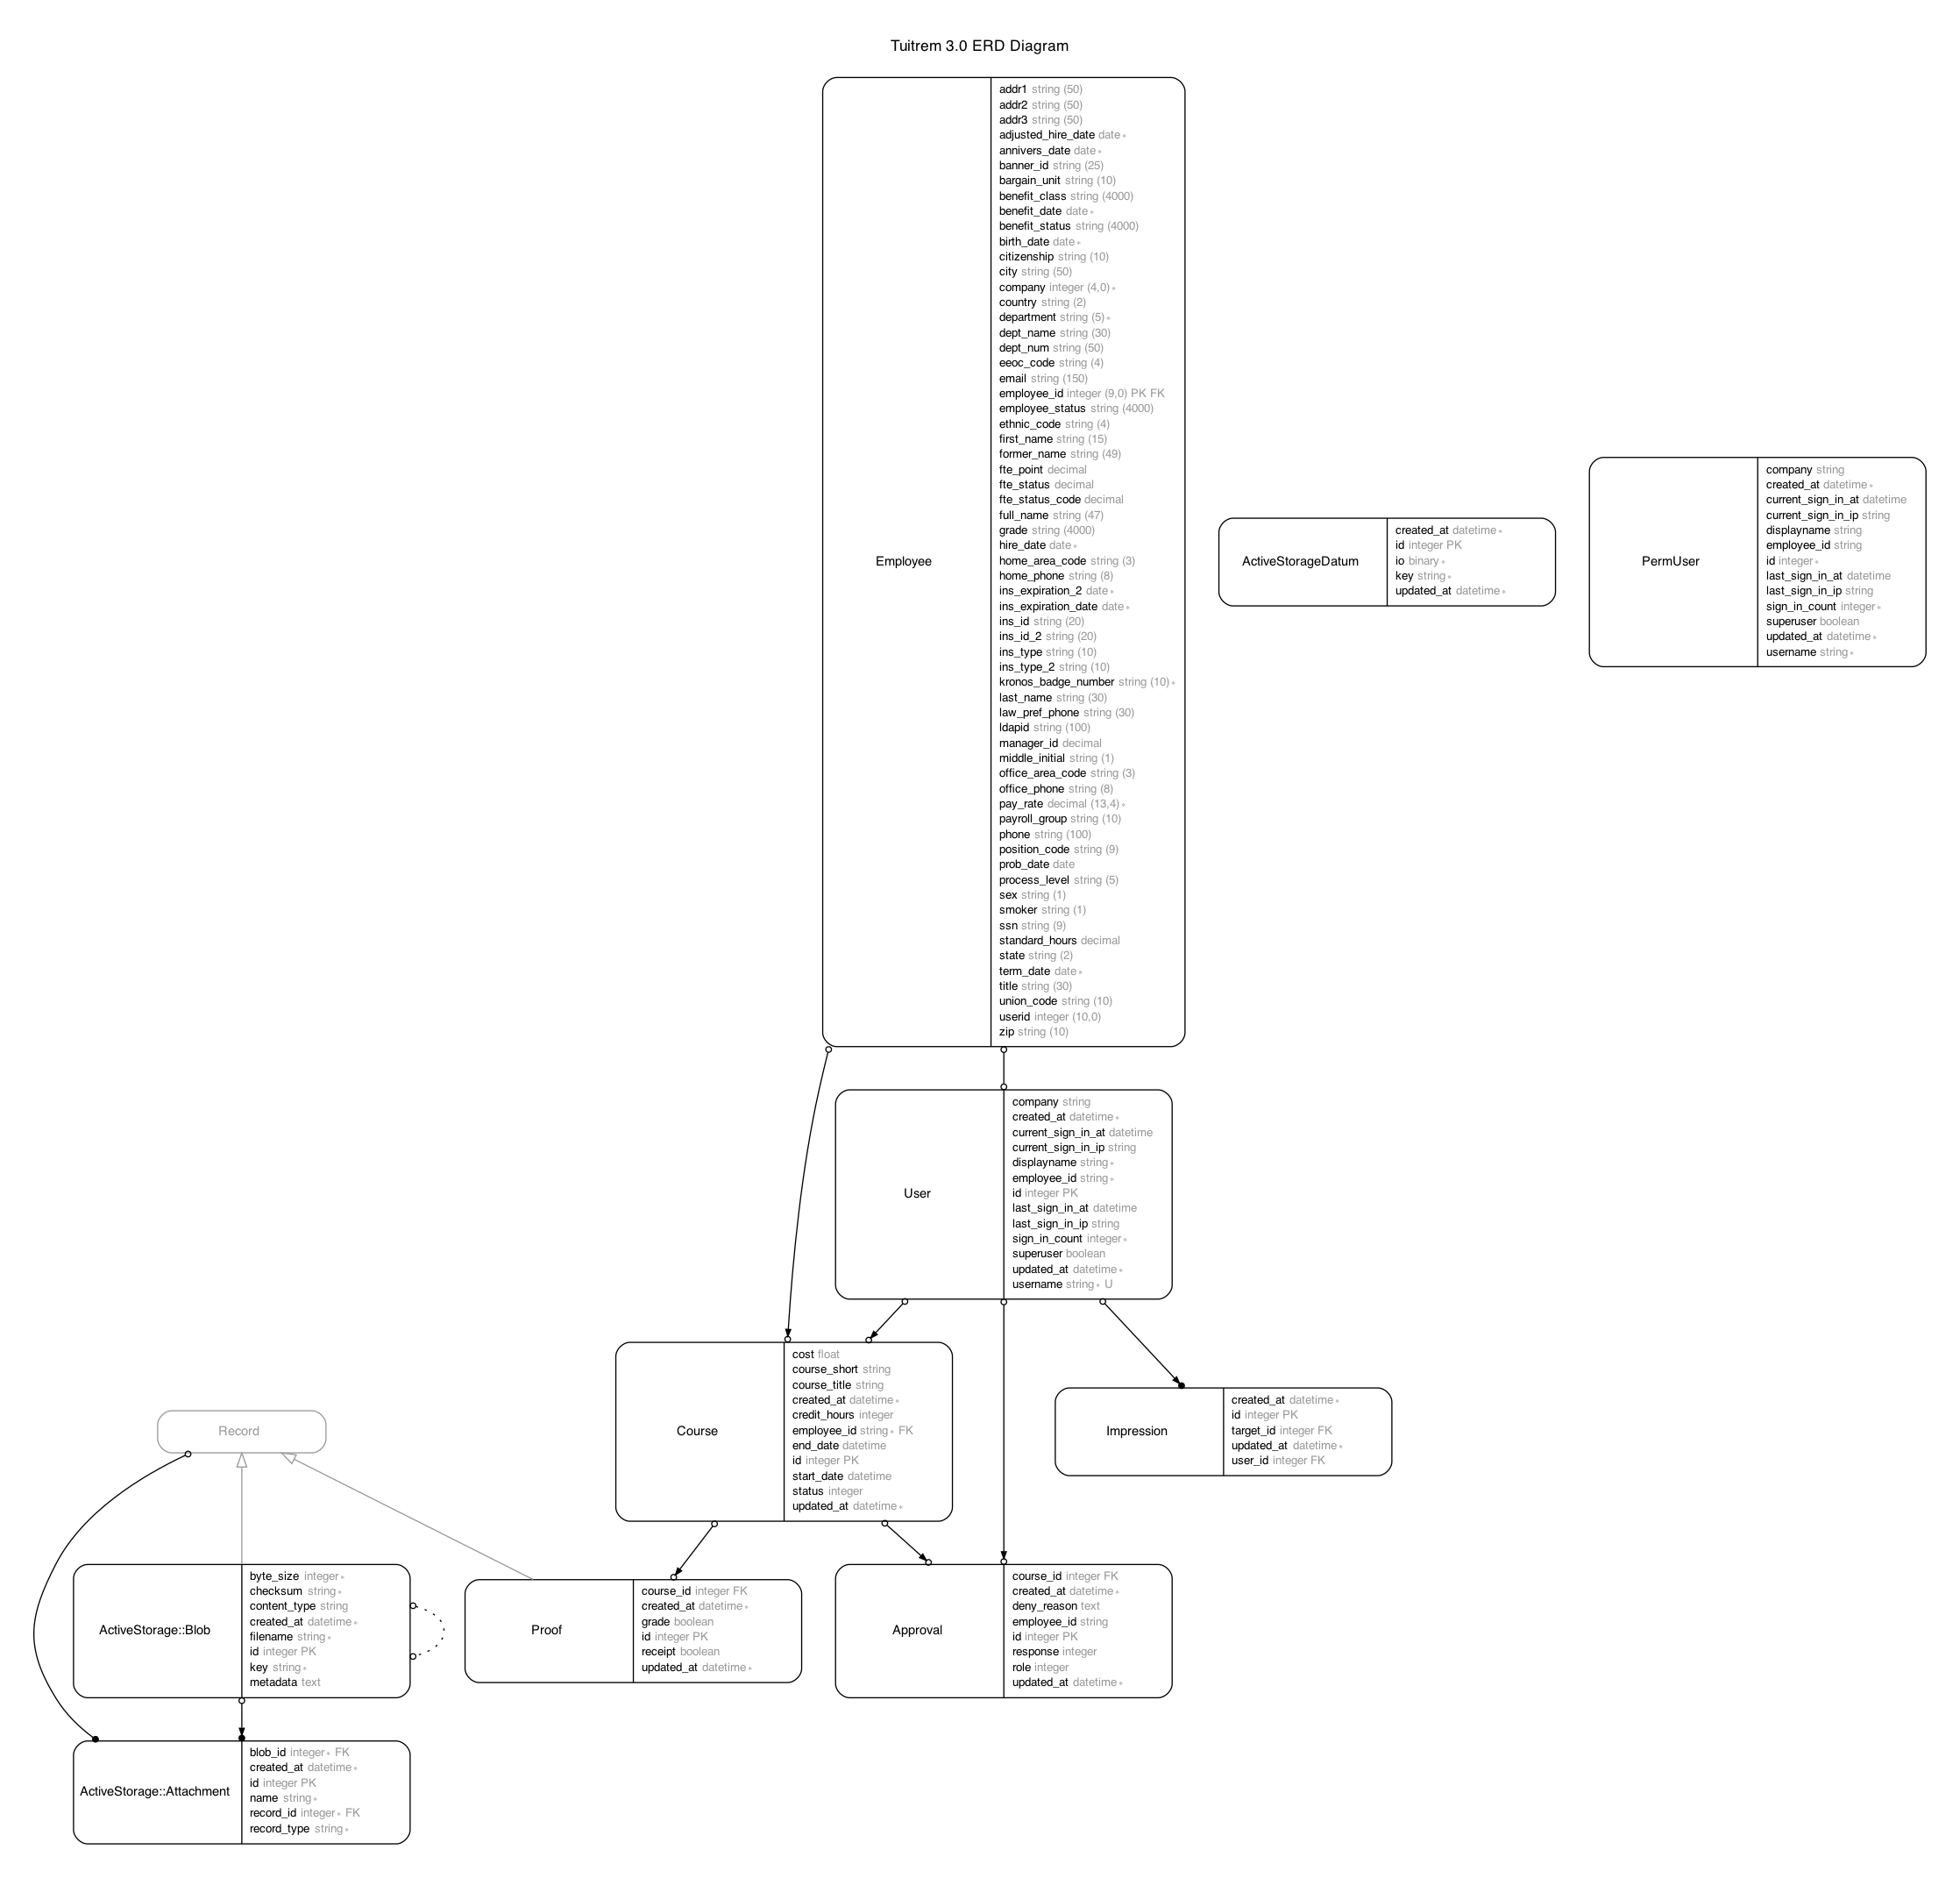 Tuitrem 3.0 ERD Diagram
Employee
addr1 string (50)
addr2 string (50)
addr3 string (50)
adjusted_hire_date date∗
annivers_date date∗
banner_id string (25)
bargain_unit string (10)
benefit_class string (4000)
benefit_date date∗
benefit_status string (4000)
birth_date date∗
citizenship string (10)
city string (50)
company integer (4,0)∗
country string (2)
department string (5)∗
dept_name string (30)
dept_num string (50)
eeoc_code string (4)
email string (150)
employee_id integer (9,0) PK FK
employee_status string (4000)
ethnic_code string (4)
first_name string (15)
former_name string (49)
fte_point decimal
fte_status decimal
fte_status_code decimal
full_name string (47)
grade string (4000)
hire_date date∗
home_area_code string (3)
home_phone string (8)
ins_expiration_2 date∗
ins_expiration_date date∗
ins_id string (20)
ins_id_2 string (20)
ins_type string (10)
ins_type_2 string (10)
kronos_badge_number string (10)∗
last_name string (30)
law_pref_phone string (30)
ldapid string (100)
manager_id decimal
middle_initial string (1)
office_area_code string (3)
office_phone string (8)
pay_rate decimal (13,4)∗
payroll_group string (10)
phone string (100)
position_code string (9)
prob_date date
process_level string (5)
sex string (1)
smoker string (1)
ssn string (9)
standard_hours decimal
state string (2)
term_date date∗
title string (30)
union_code string (10)
userid integer (10,0)
zip string (10)
ActiveStorageDatum
created_at datetime∗
id integer PK
io binary∗
key string∗
updated_at datetime∗
PermUser
company string
created_at datetime∗
current_sign_in_at datetime
current_sign_in_ip string
displayname string
employee_id string
id integer∗
last_sign_in_at datetime
last_sign_in_ip string
sign_in_count integer∗
superuser boolean
updated_at datetime∗
username string∗
User
company string
created_at datetime∗
current_sign_in_at datetime
current_sign_in_ip string
displayname string∗
employee_id string∗
id integer PK
last_sign_in_at datetime
last_sign_in_ip string
sign_in_count integer∗
superuser boolean
updated_at datetime∗
username string∗ U
Course
cost float
course_short string
course_title string
created_at datetime∗
credit_hours integer
employee_id string∗ FK
end_date datetime
id integer PK
start_date datetime
status integer
updated_at datetime∗
Impression
created_at datetime∗
id integer PK
target_id integer FK
updated_at datetime∗
user_id integer FK
Record
ActiveStorage::Blob
byte_size integer∗
checksum string∗
content_type string
created_at datetime∗
filename string∗
id integer PK
key string∗
metadata text
Proof
course_id integer FK
created_at datetime∗
grade boolean
id integer PK
receipt boolean
updated_at datetime∗
Approval
course_id integer FK
created_at datetime∗
deny_reason text
employee_id string
id integer PK
response integer
role integer
updated_at datetime∗
ActiveStorage::Attachment
blob_id integer∗ FK
created_at datetime∗
id integer PK
name string∗
record_id integer∗ FK
record_type string∗